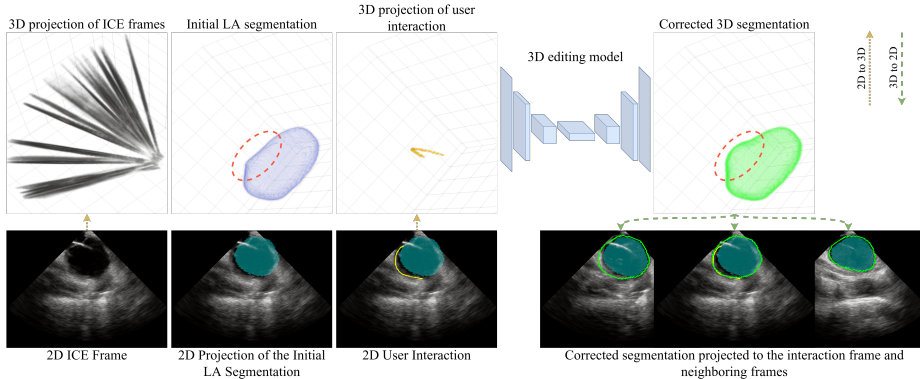 3D projection of ICE frames
Initial LA segmentation
3D projection of user
interaction
3D editing model
Corrected 3D segmentation
2D to 3D
3D to 2D
2D ICE Frame
2D Projection of the Initial
LA Segmentation
2D User Interaction
Corrected segmentation projected to the interaction frame and
neighboring frames